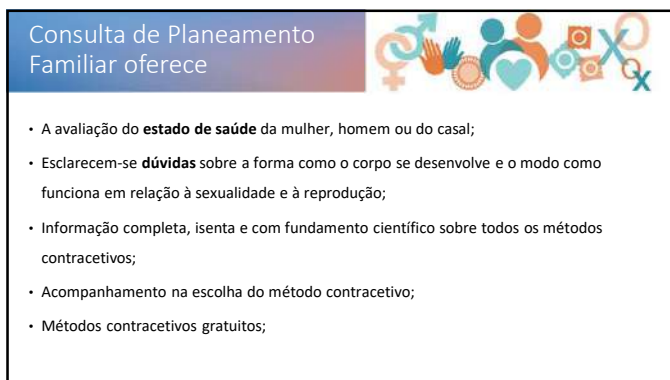 Consulta de Planeamento
Familiar oferece
• A avaliação do estado de saúde da mulher, homem ou do casal;
• Esclarecem-se dúvidas sobre a forma como o corpo se desenvolve e o modo como
funciona em relação à sexualidade e à reprodução;
• Informação completa, isenta e com fundamento científico sobre todos os métodos
contracetivos;
• Acompanhamento na escolha do método contracetivo;
• Métodos contracetivos gratuitos;